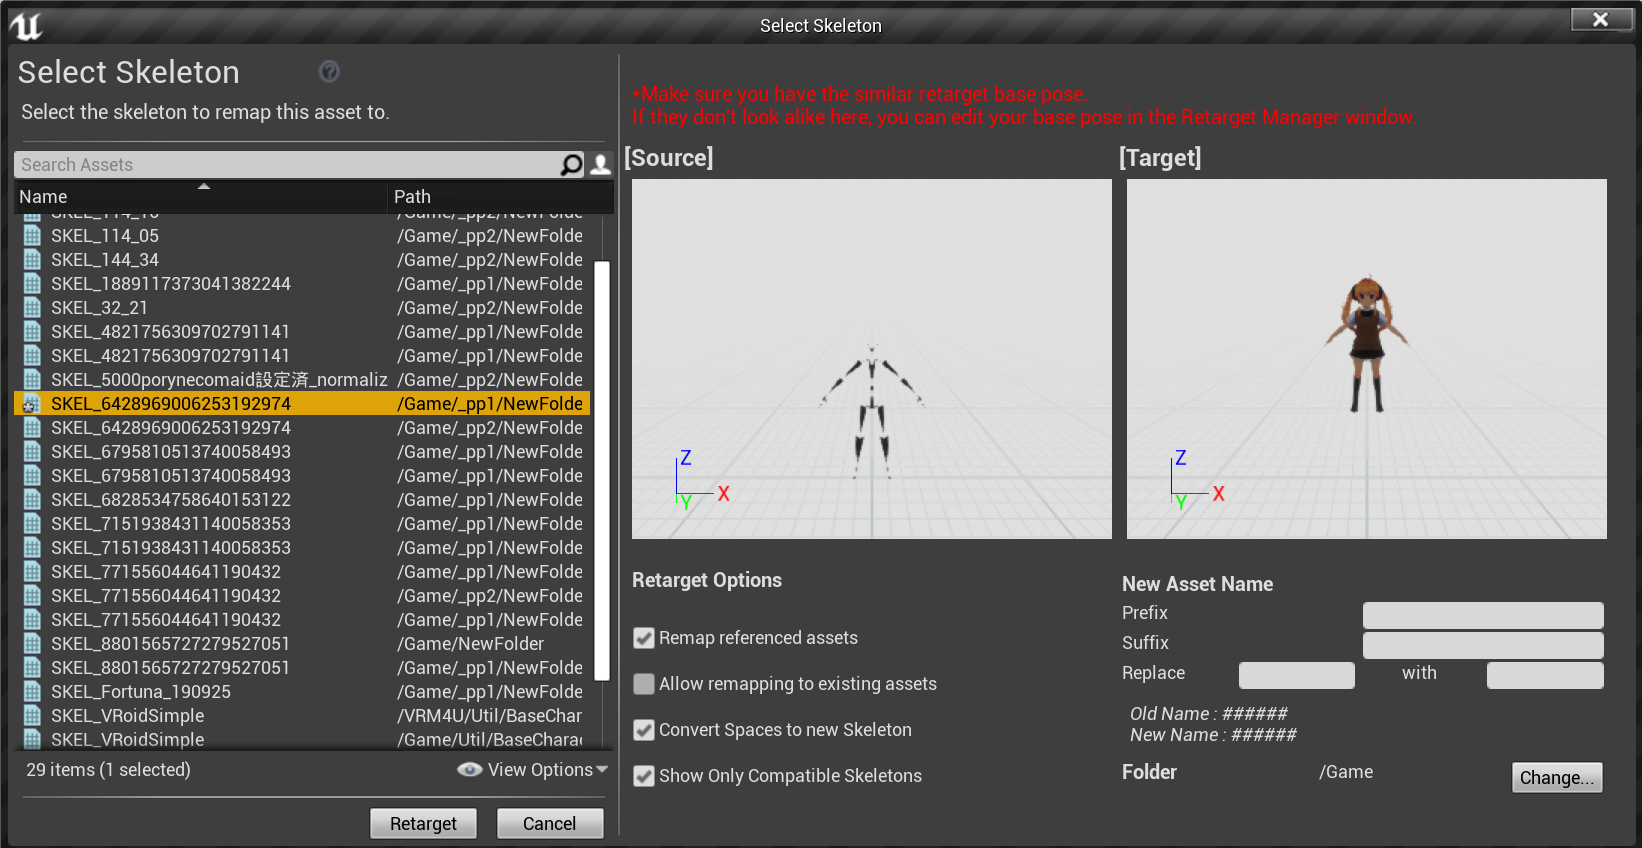 Select Skeleton
Select Skeleton
?
Select the skeleton to remap this asset to.
Search Assets
Name Path
SKEL_114_05 /Game/_pp2/NewFolde
SKEL_144_34 /Game/_pp2/NewFolde
SKEL_1889117373041382244 /Game/_pp1/NewFolde
SKEL_32_21 /Game/_pp2/NewFolde
SKEL_4821756309702791141 /Game/_pp1/NewFolde
SKEL_4821756309702791141 /Game/_pp1/NewFolde
SKEL_5000porynecomaid設定済_normaliz /Game/_pp2/NewFolde
SKEL_6428969006253192974 /Game/_pp1/NewFolde
SKEL_6428969006253192974 /Game/_pp2/NewFolde
SKEL_6795810513740058493 /Game/_pp1/NewFolde
SKEL_6795810513740058493 /Game/_pp1/NewFolde
SKEL_6828534758640153122 /Game/_pp1/NewFolde
SKEL_7151938431140058353 /Game/_pp1/NewFolde
SKEL_7151938431140058353 /Game/_pp1/NewFolde
SKEL_771556044641190432 /Game/_pp1/NewFolde
SKEL_771556044641190432 /Game/_pp2/NewFolde
SKEL_771556044641190432 /Game/_pp1/NewFolde
SKEL_8801565727279527051 /Game/NewFolder
SKEL_8801565727279527051 /Game/_pp1/NewFolde
SKEL_Fortuna_190925 /Game/_pp1/NewFolde
SKEL_VRoidSimple /VRM4U/Util/BaseChar
SKEL_VRoidSimple /Game/Util/BaseChara
29 items (1 selected) View Options
Retarget Cancel
*Make sure you have the similar retarget base pose.
If they don't look alike here, you can edit your base pose in the Retarget Manager window.
[Source] [Target]
Z
Y X
Z
Y X
Retarget Options
Remap referenced assets
Allow remapping to existing assets
Convert Spaces to new Skeleton
Show Only Compatible Skeletons
New Asset Name
Prefix
Suffix
Replace with
Old Name : ######
New Name : ######
Folder /Game Change...